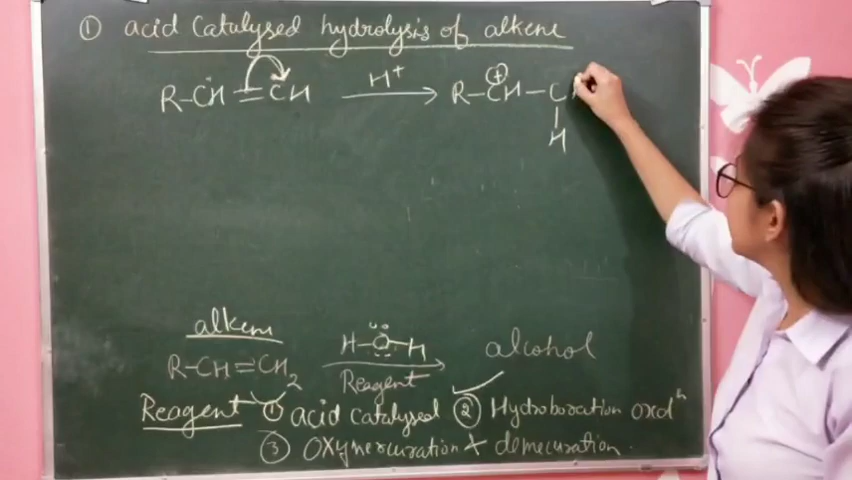 ① acid Catalysed hydrolysis of alkene
R-CH=CH H+ → R-CH-C
⊕
H
alkene
R-CH=CH2 H-O-H → alcohol
Reagent
Reagent → ① acid catalysed ② Hydroboration oxdn
③ Oxymercuration & demercuration.